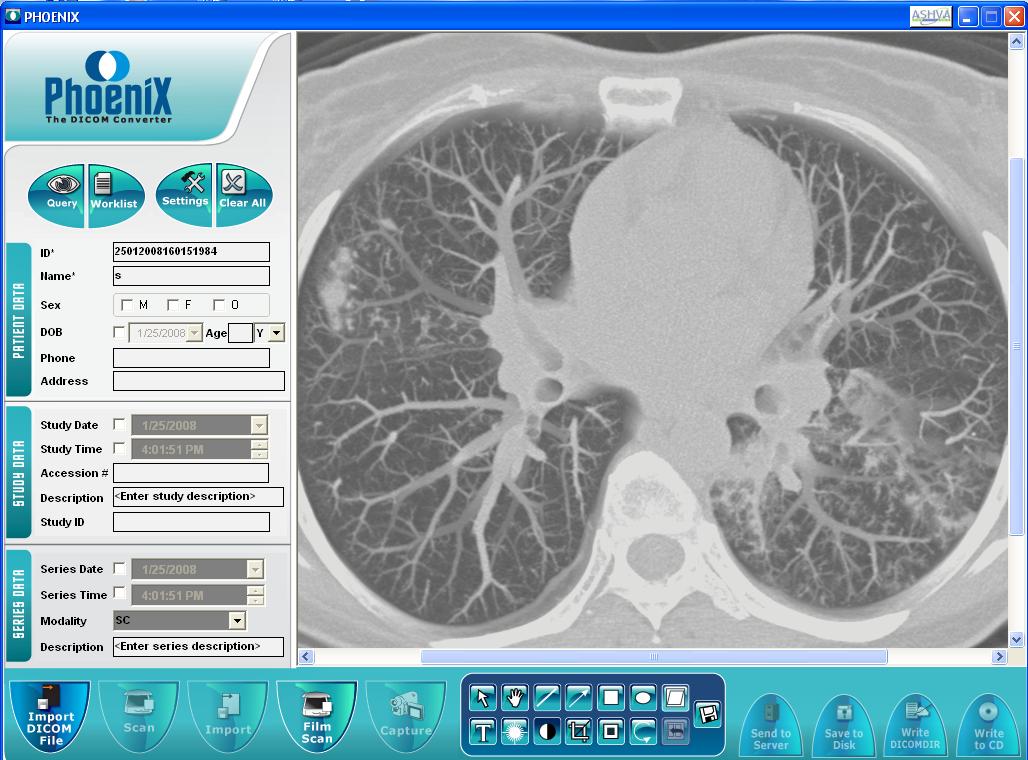 PHOENIX
ASHVA
PhoeniX
The DICOM Converter
Query
Worklist
Settings
Clear All
PATIENT DATA
ID*
25012008160151984
Name*
s
Sex
M
F
O
DOB
1/25/2008
Age
Y
Phone
Address
STUDY DATA
Study Date
1/25/2008
Study Time
4:01:51 PM
Accession #
Description
<Enter study description>
Study ID
SERIES DATA
Series Date
1/25/2008
Series Time
4:01:51 PM
Modality
SC
Description
<Enter series description>
Import
DICOM
File
Scan
Import
Film
Scan
Capture
T
Send to
Server
Save to
Disk
Write
DICOMDIR
Write
to CD